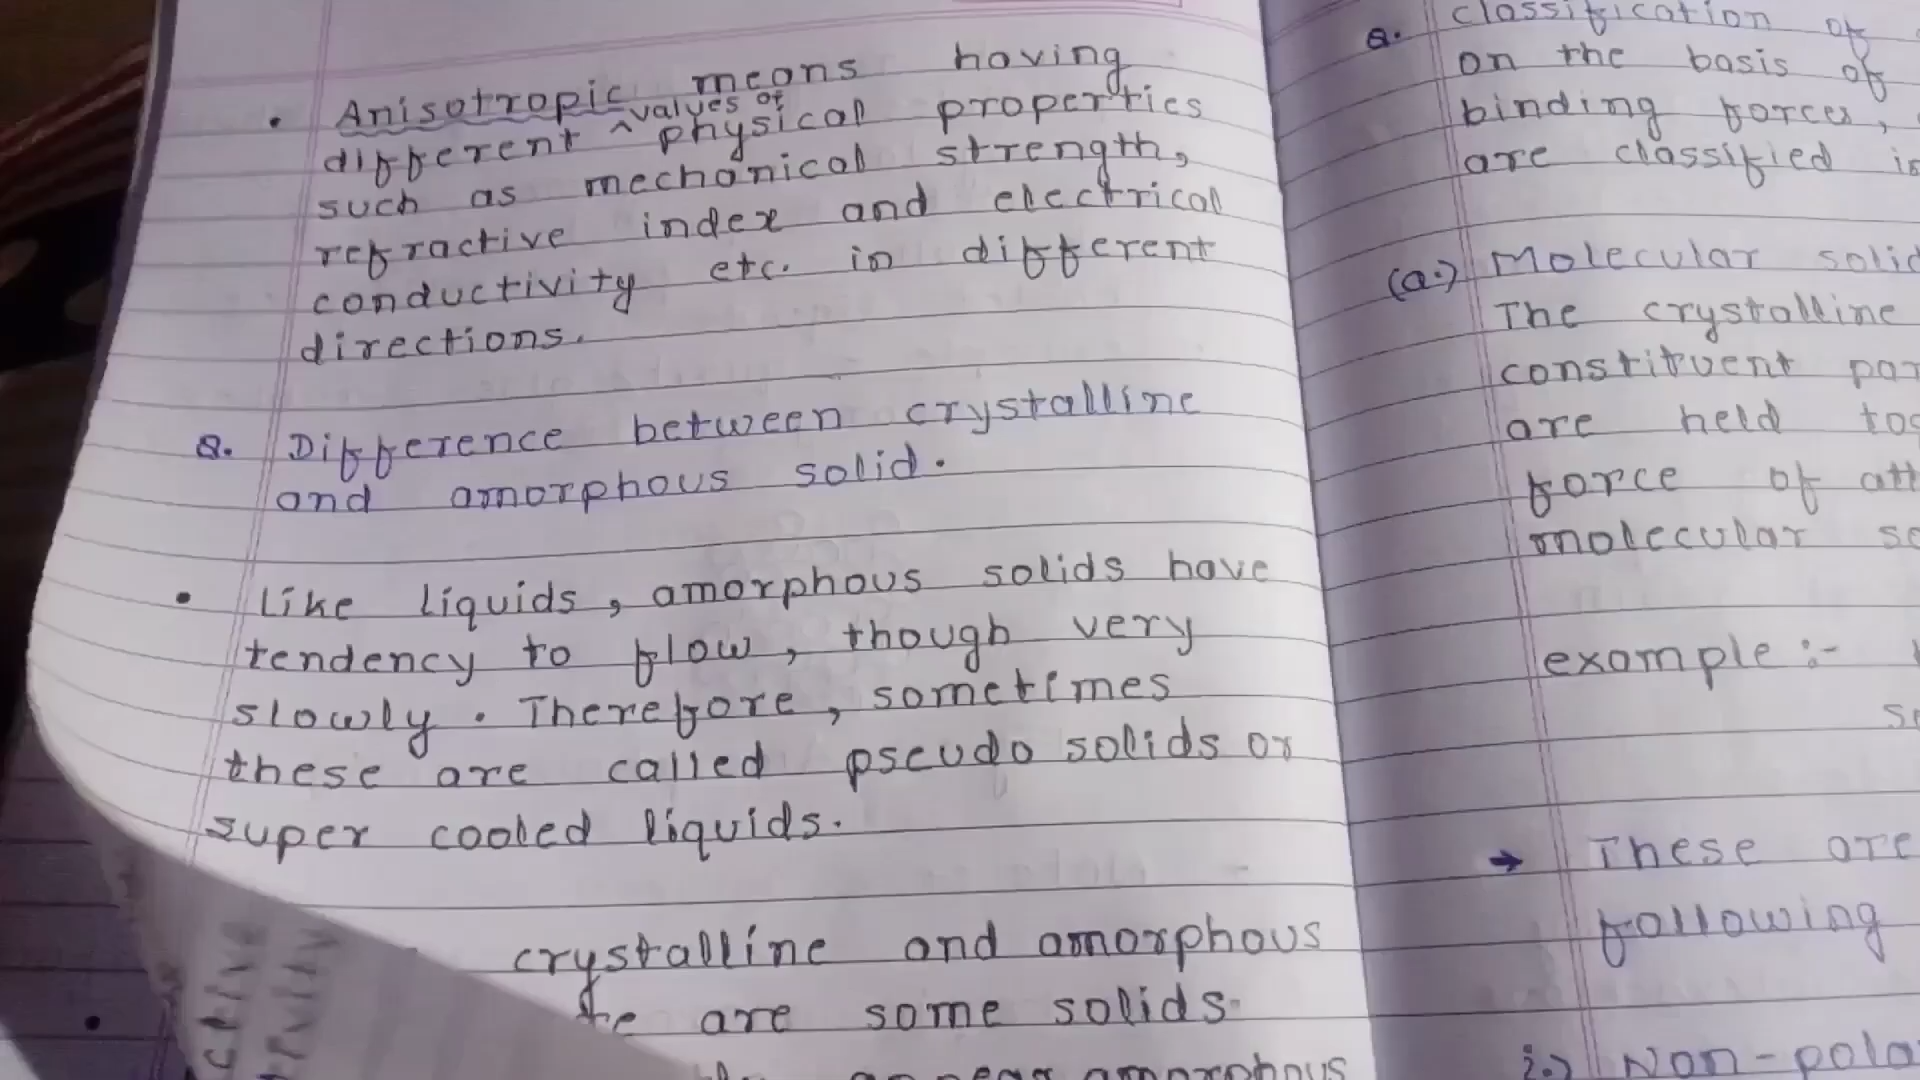 • Anisotropic means having
different ^ values of physical properties
such as mechanical strength,
refractive index and electrical
conductivity etc. in different
directions.
Q. Difference between crystalline
and amorphous solid.
• Like liquids, amorphous solids have
tendency to flow, though very
slowly. Therefore, sometimes
these are called pseudo solids or
super cooled liquids.
crystalline and amorphous
are some solids.
amorphous
Q. classification of
on the basis of
binding forces,
are classified
(a.) Molecular solid
The crystalline
constituent
are held
force of
molecular
example :-
→ These are
following
i.) Non-pola